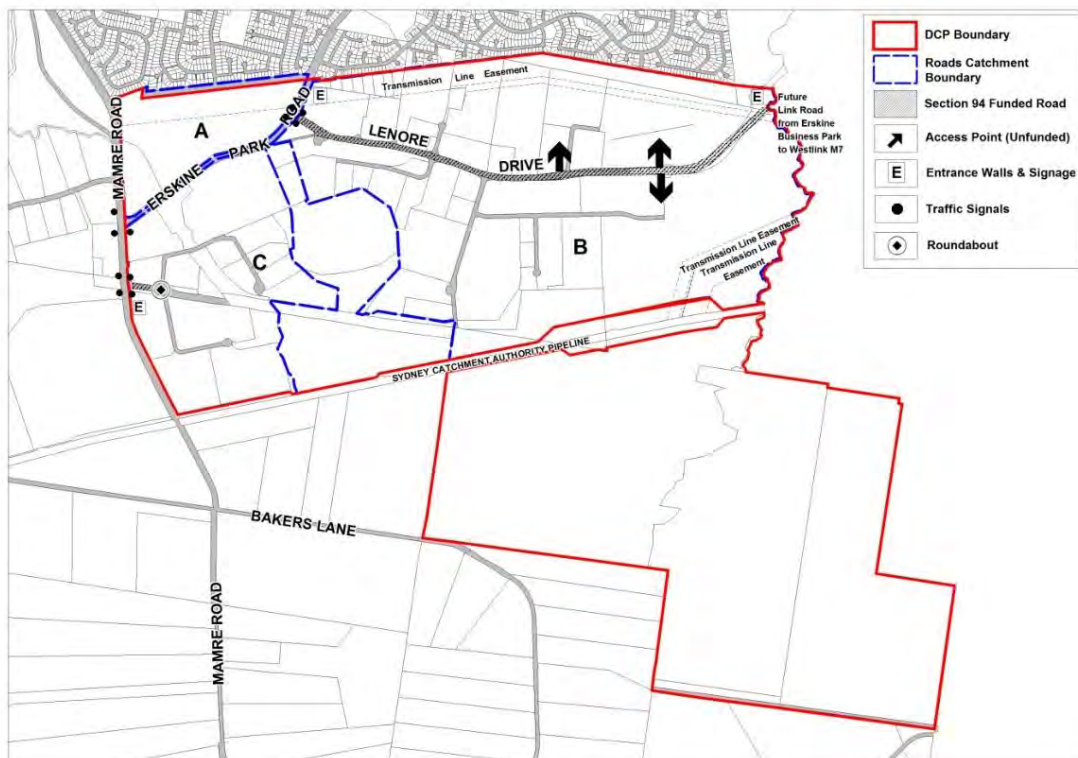 DCP Boundary
Roads Catchment
Boundary
Section 94 Funded Road
Access Point (Unfunded)
E
Entrance Walls & Signage
Traffic Signals
Roundabout
Transmission Line Easement
E
E
Future
Link Road
from Erskine
Business Park
to Westlink M7
MAMRE ROAD
A
ERSKINE PARK ROAD
LENORE DRIVE
B
C
Transmission Line Easement
Transmission Line
Easement
E
SYDNEY CATCHMENT AUTHORITY PIPELINE
BAKERS LANE
MAMRE ROAD